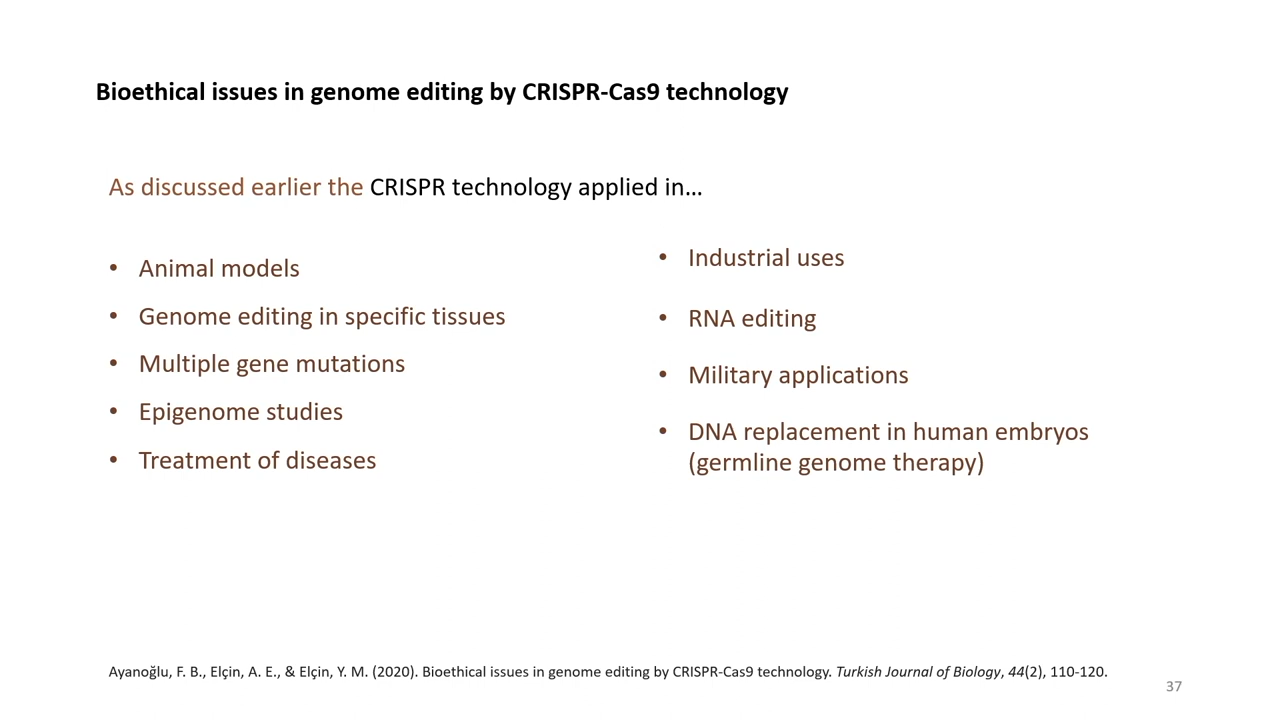 Bioethical issues in genome editing by CRISPR-Cas9 technology
As discussed earlier the CRISPR technology applied in…
• Animal models
• Genome editing in specific tissues
• Multiple gene mutations
• Epigenome studies
• Treatment of diseases
• Industrial uses
• RNA editing
• Military applications
• DNA replacement in human embryos
(germline genome therapy)
Ayanoğlu, F. B., Elçin, A. E., & Elçin, Y. M. (2020). Bioethical issues in genome editing by CRISPR-Cas9 technology. Turkish Journal of Biology, 44(2), 110-120.
37